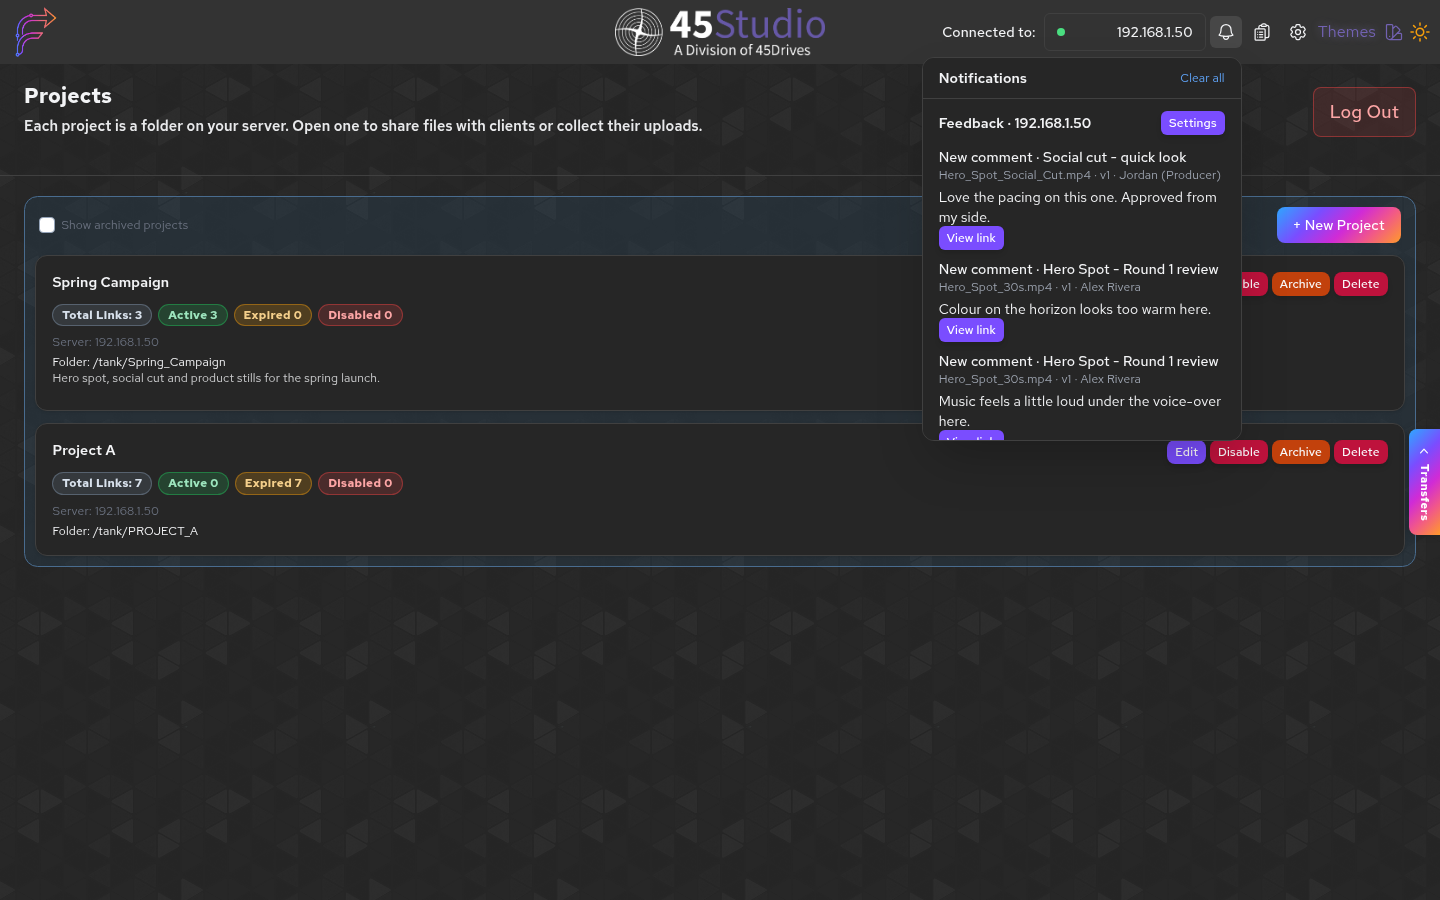 45Studio
A Division of 45Drives
Connected to:
192.168.1.50
Themes
Projects
Each project is a folder on your server. Open one to share files with clients or collect their uploads.
Log Out
Notifications
Clear all
Feedback · 192.168.1.50
Settings
New comment · Social cut - quick look
Hero_Spot_Social_Cut.mp4 · v1 · Jordan (Producer)
Love the pacing on this one. Approved from
my side.
View link
New comment · Hero Spot - Round 1 review
Hero_Spot_30s.mp4 · v1 · Alex Rivera
Colour on the horizon looks too warm here.
View link
New comment · Hero Spot - Round 1 review
Hero_Spot_30s.mp4 · v1 · Alex Rivera
Music feels a little loud under the voice-over
here.
Show archived projects
+ New Project
Spring Campaign
Archive
Delete
Total Links: 3
Active 3
Expired 0
Disabled 0
Server: 192.168.1.50
Folder: /tank/Spring_Campaign
Hero spot, social cut and product stills for the spring launch.
Project A
Edit
Disable
Archive
Delete
Total Links: 7
Active 0
Expired 7
Disabled 0
Server: 192.168.1.50
Folder: /tank/PROJECT_A
Transfers